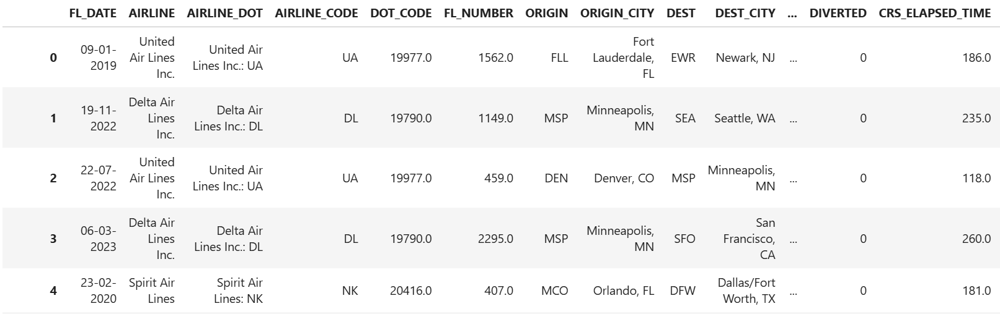 FL_DATE AIRLINE AIRLINE_DOT AIRLINE_CODE DOT_CODE FL_NUMBER ORIGIN ORIGIN_CITY DEST DEST_CITY ... DIVERTED CRS_ELAPSED_TIME
0 09-01-2019 United Air Lines Inc. United Air Lines Inc.: UA UA 19977.0 1562.0 FLL Fort Lauderdale, FL EWR Newark, NJ ... 0 186.0
1 19-11-2022 Delta Air Lines Inc. Delta Air Lines Inc.: DL DL 19790.0 1149.0 MSP Minneapolis, MN SEA Seattle, WA ... 0 235.0
2 22-07-2022 United Air Lines Inc. United Air Lines Inc.: UA UA 19977.0 459.0 DEN Denver, CO MSP Minneapolis, MN ... 0 118.0
3 06-03-2023 Delta Air Lines Inc. Delta Air Lines Inc.: DL DL 19790.0 2295.0 MSP Minneapolis, MN SFO San Francisco, CA ... 0 260.0
4 23-02-2020 Spirit Air Lines Spirit Air Lines: NK NK 20416.0 407.0 MCO Orlando, FL DFW Dallas/Fort Worth, TX ... 0 181.0